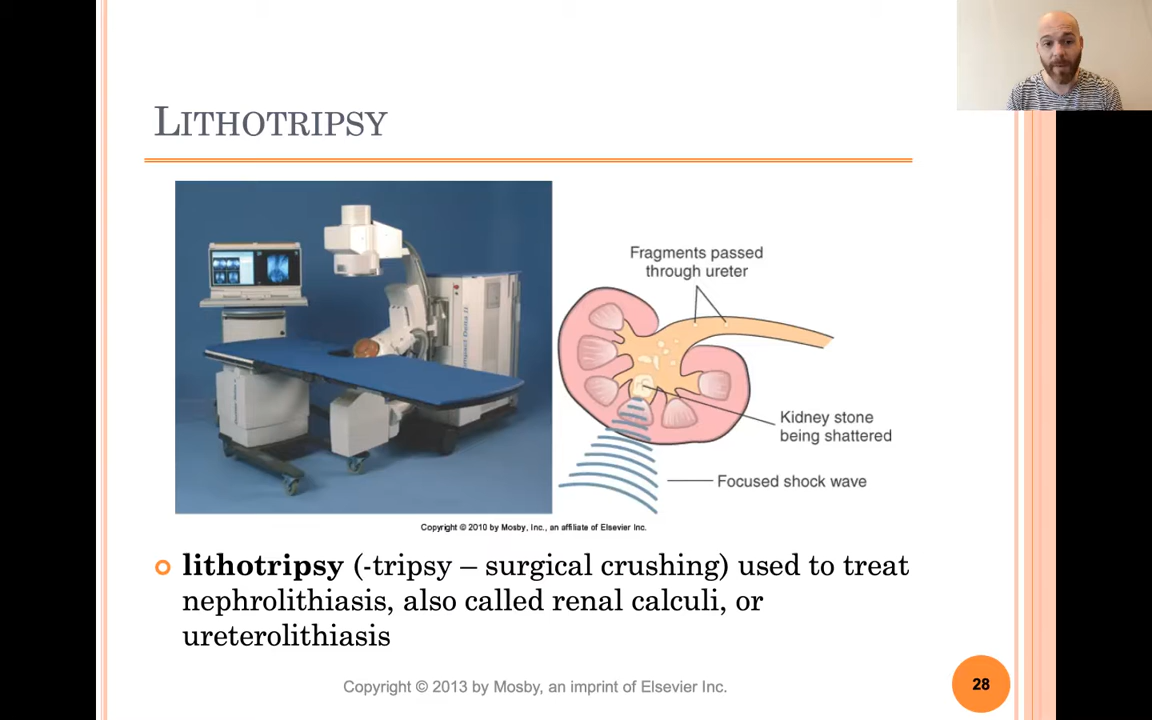 LITHOTRIPSY
Fragments passed
through ureter
Kidney stone
being shattered
Focused shock wave
Copyright © 2010 by Mosby, Inc., an affiliate of Elsevier Inc.
lithotripsy (-tripsy – surgical crushing) used to treat
nephrolithiasis, also called renal calculi, or
ureterolithiasis
Copyright © 2013 by Mosby, an imprint of Elsevier Inc.
28